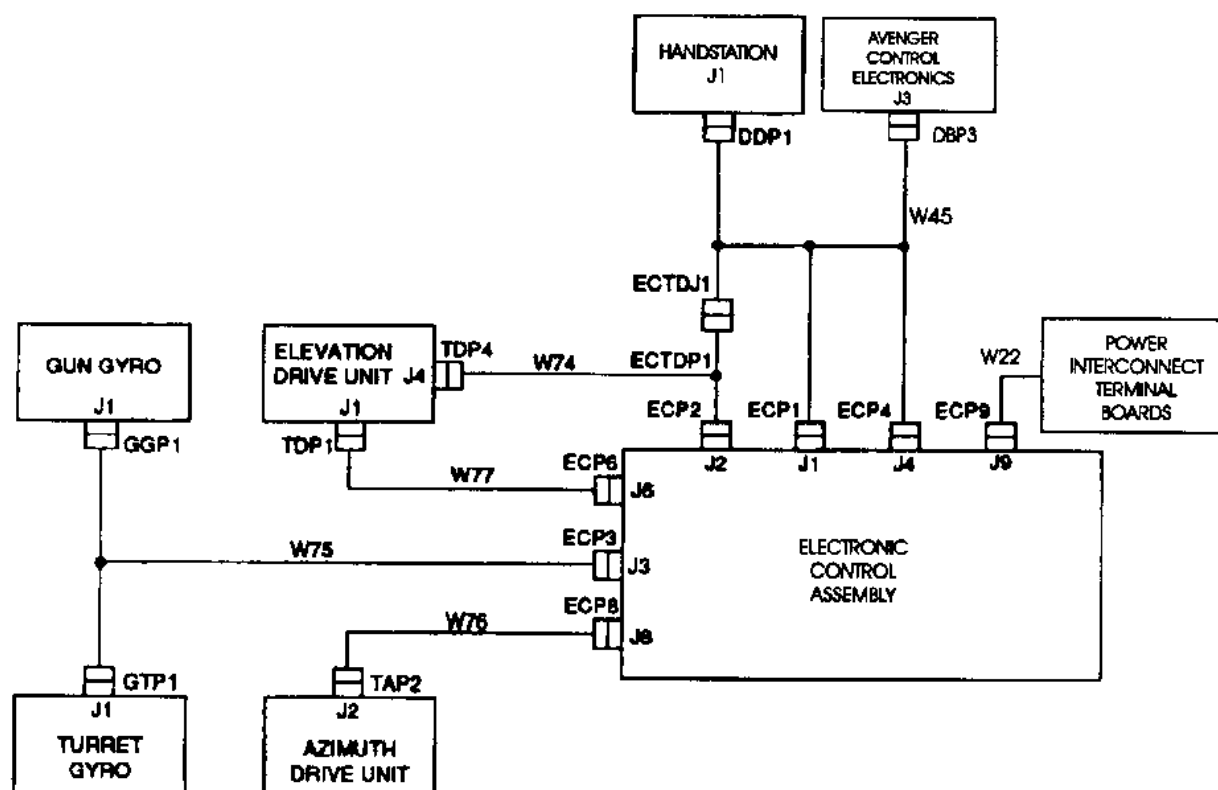 HANDSTATION
J1
AVENGER
CONTROL
ELECTRONICS
J3
DDP1
DBP3
W45
ECTDJ1
GUN GYRO
J1
GGP1
ELEVATION
DRIVE UNIT
J4
J1
TDP4
W74
ECTDP1
W22
POWER
INTERCONNECT
TERMINAL
BOARDS
ECP2
ECP1
ECP4
ECP9
TDP1
J2
J1
J4
J9
W77
ECP6
J6
W75
ECP3
J3
ELECTRONIC
CONTROL
ASSEMBLY
W76
ECP8
J8
GTP1
J1
TURRET
GYRO
TAP2
J2
AZIMUTH
DRIVE UNIT